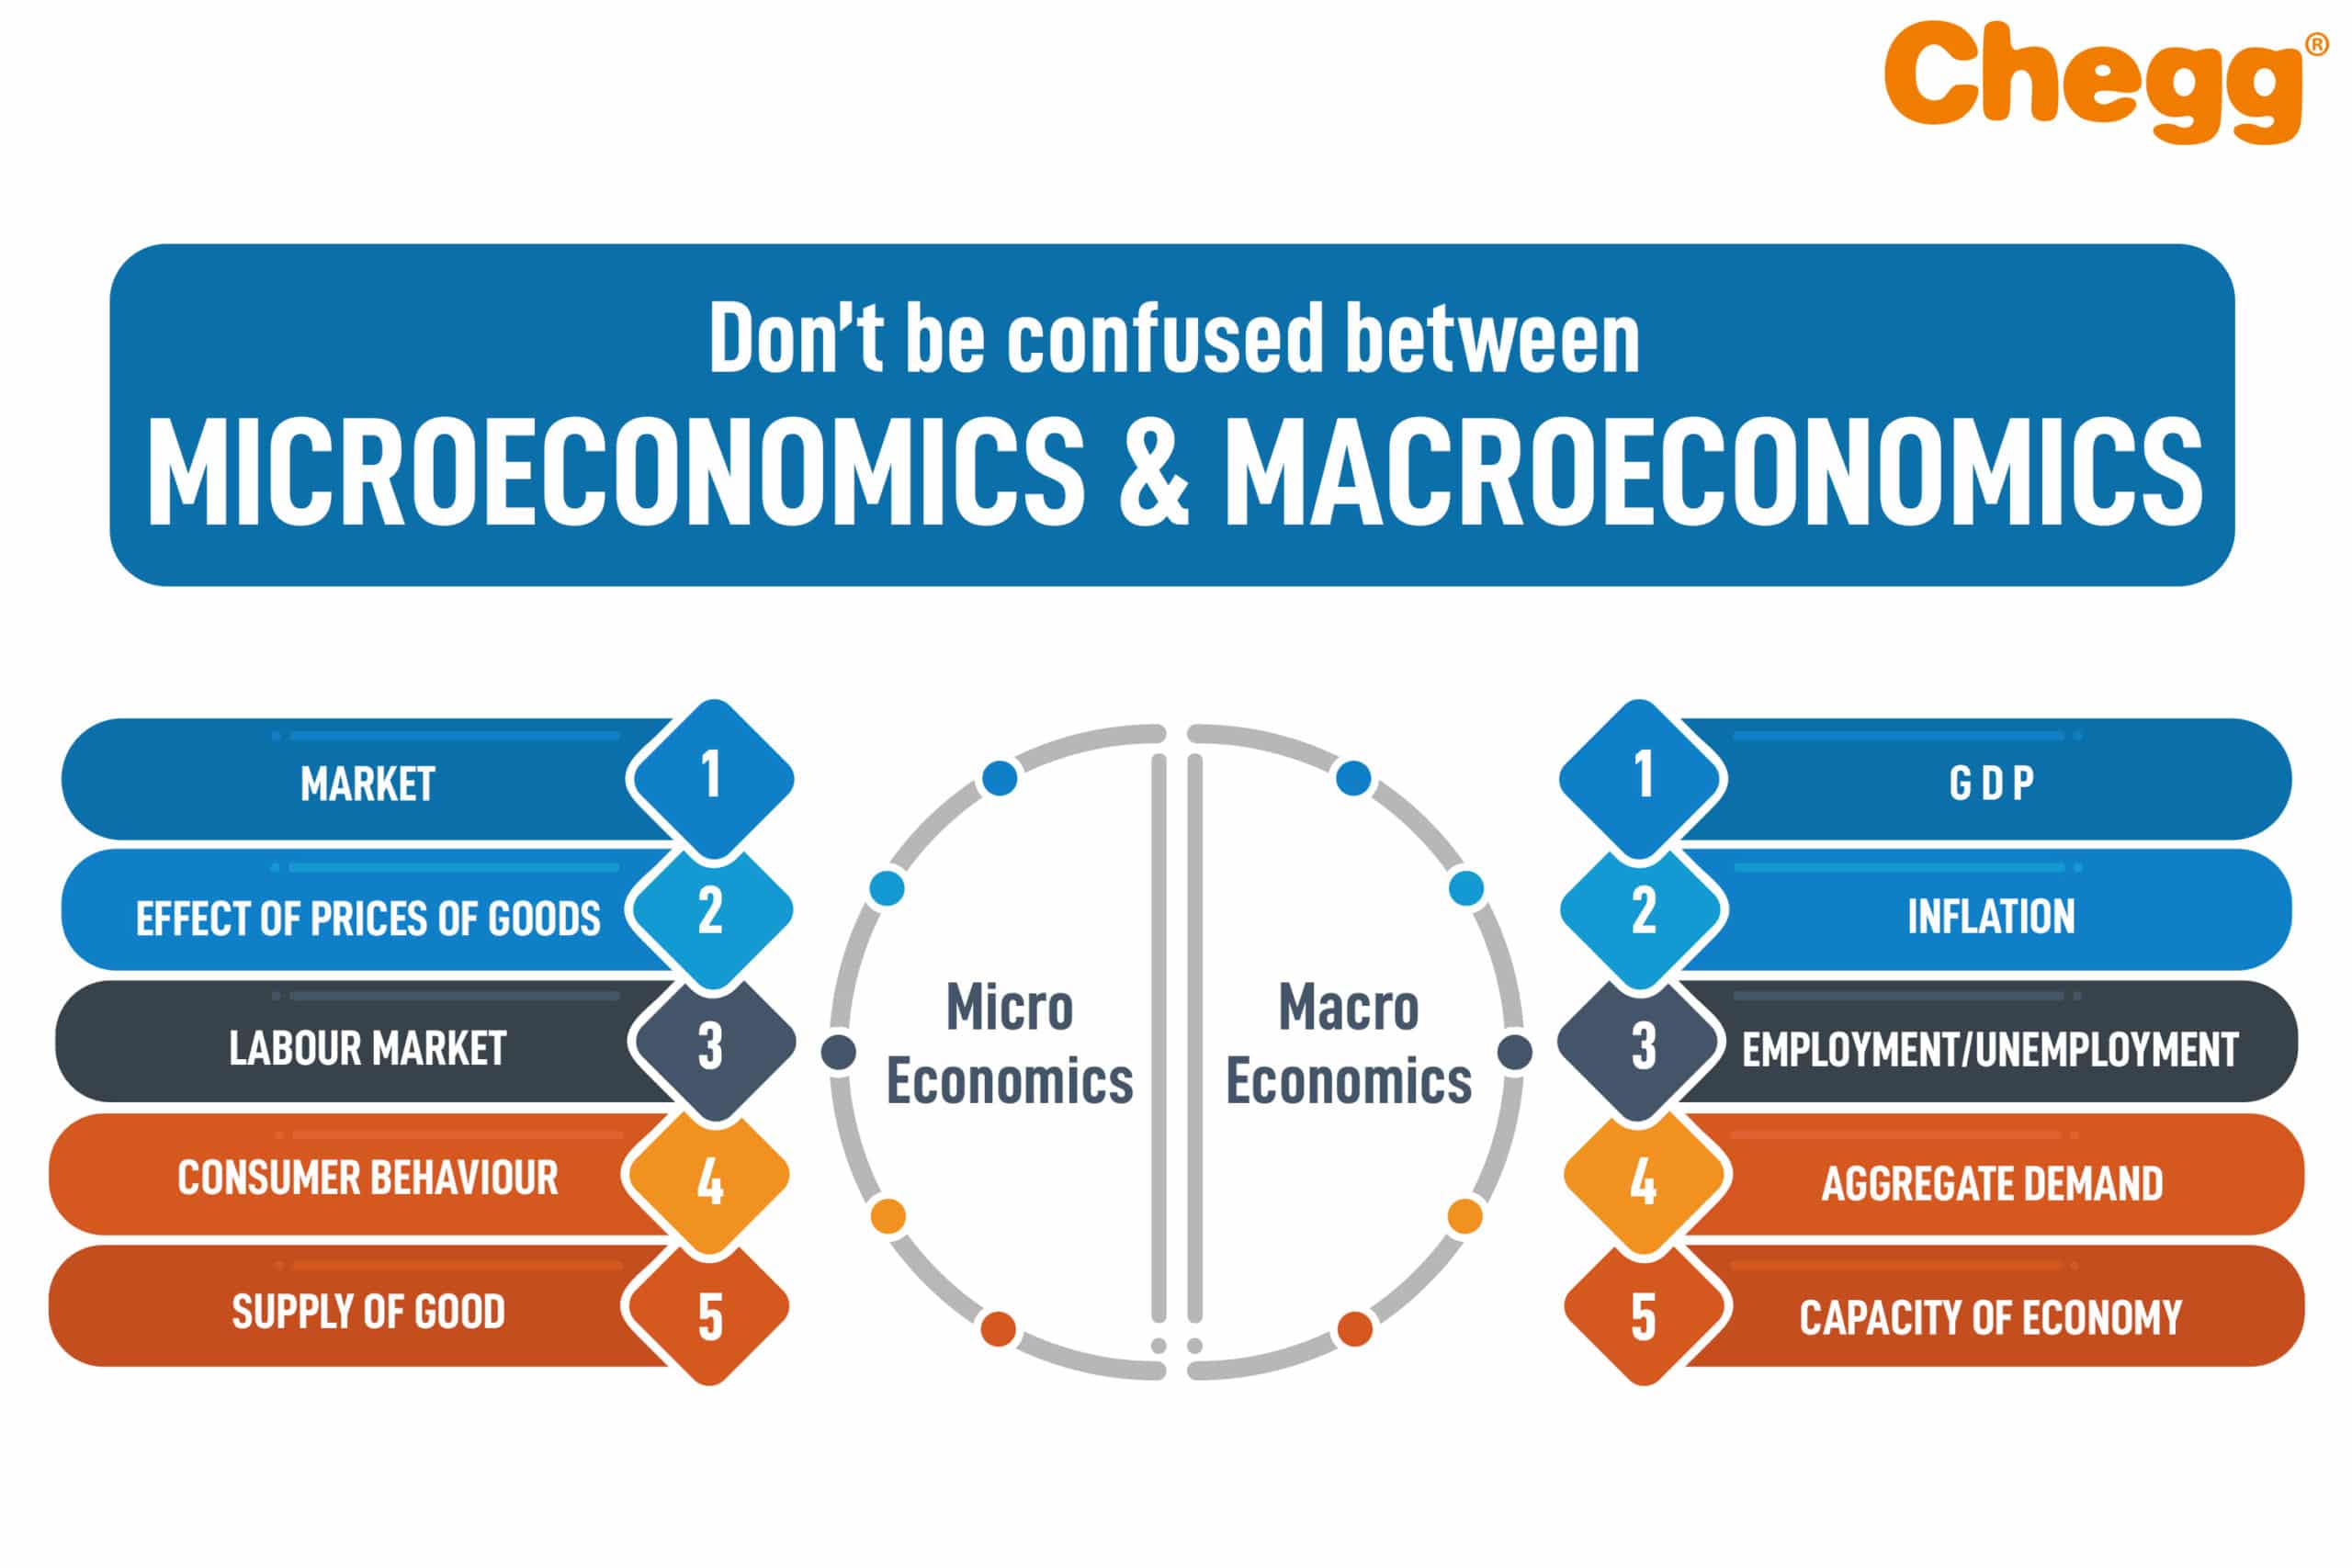 Chegg®
Don't be confused between
MICROECONOMICS & MACROECONOMICS
MARKET 1
EFFECT OF PRICES OF GOODS 2
LABOUR MARKET 3
CONSUMER BEHAVIOUR 4
SUPPLY OF GOOD 5
Micro
Economics
Macro
Economics
1 GDP
2 INFLATION
3 EMPLOYMENT/UNEMPLOYMENT
4 AGGREGATE DEMAND
5 CAPACITY OF ECONOMY